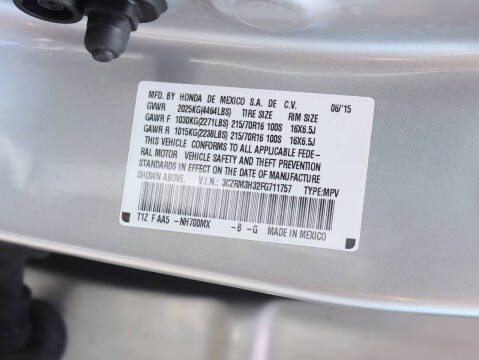 MFD. BY HONDA DE MEXICO S.A. DE C.V. 06/'15
GVWR 2025KG(4464LBS) TIRE SIZE RIM SIZE
GAWR F 1030KG(2271LBS) 215/70R16 100S 16X6.5J
GAWR R 1015KG(2238LBS) 215/70R16 100S 16X6.5J
THIS VEHICLE CONFORMS TO ALL APPLICABLE FEDE-
RAL MOTOR VEHICLE SAFETY AND THEFT PREVENTION
STANDARDS IN EFFECT ON THE DATE OF MANUFACTURE
SHOWN ABOVE. V.I.N.: 3CZRM3H32FG711757 TYPE:MPV
T1Z F AA5 -NH700MX -B -G MADE IN MEXICO